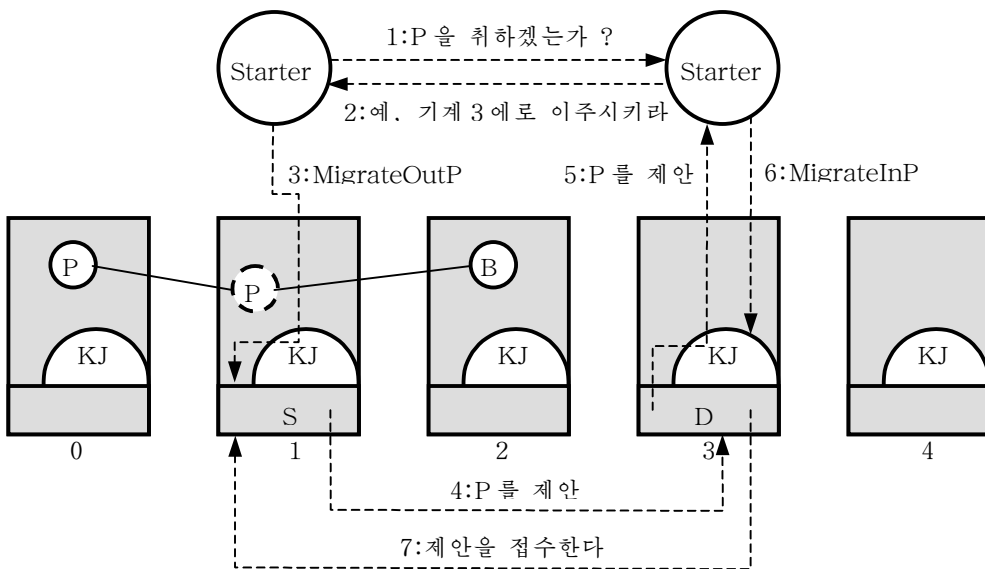 1:P 을 취하겠는가 ?
Starter
Starter
2:예. 기계 3 에로 이주시키라
3:MigrateOutP
5:P 를 제안
6:MigrateInP
P
P
B
KJ
KJ
KJ
KJ
KJ
S
D
0
1
2
3
4
4:P 를 제안
7:제안을 접수한다